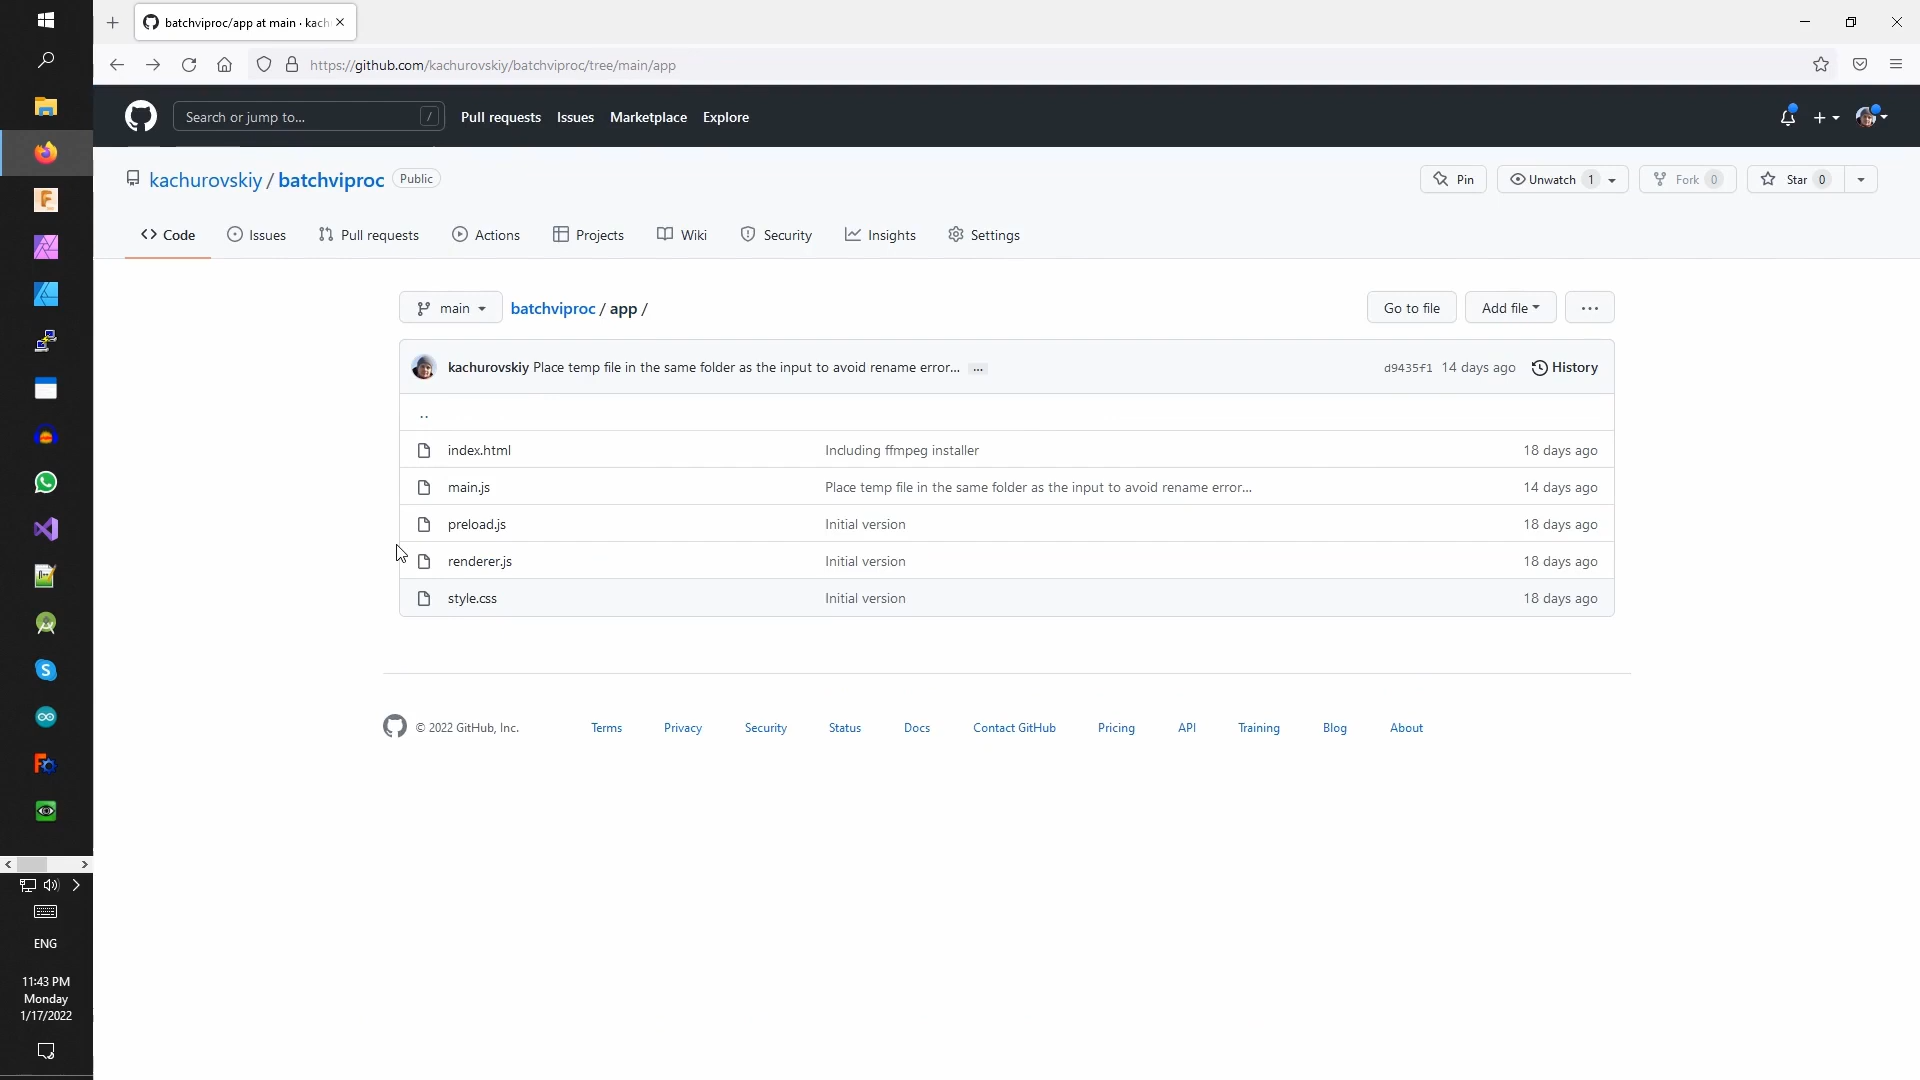 batchviproc/app at main · kach
https://github.com/kachurovskiy/batchviproc/tree/main/app
Search or jump to... / Pull requests Issues Marketplace Explore
kachurovskiy / batchviproc Public Pin Unwatch 1 Fork 0 Star 0
Code Issues Pull requests Actions Projects Wiki Security Insights Settings
main batchviproc / app / Go to file Add file ...
kachurovskiy Place temp file in the same folder as the input to avoid rename error... ... d9435f1 14 days ago History
..
index.html Including ffmpeg installer 18 days ago
main.js Place temp file in the same folder as the input to avoid rename error... 14 days ago
preload.js Initial version 18 days ago
renderer.js Initial version 18 days ago
style.css Initial version 18 days ago
© 2022 GitHub, Inc. Terms Privacy Security Status Docs Contact GitHub Pricing API Training Blog About
ENG
11:43 PM
Monday
1/17/2022